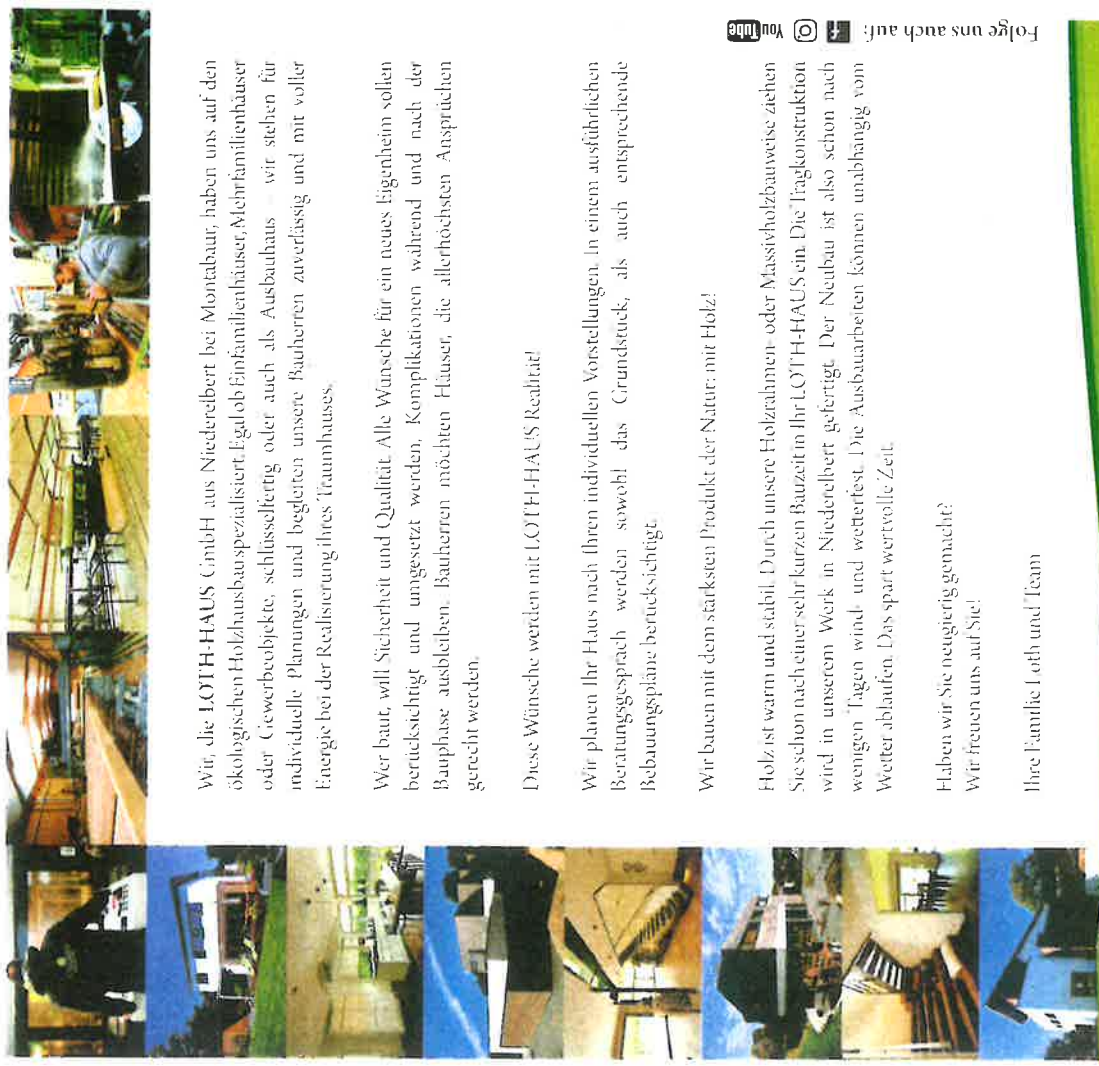 Wir, die LOTH-HAUS GmbH aus Niederelbert bei Montabaur, haben uns auf den
ökologischen Holzhausbau spezialisiert. Egal ob Einfamilienhäuser, Mehrfamilienhäuser
oder Gewerbeobjekte, schlüsselfertig oder auch als Ausbauhaus – wir stehen für
individuelle Planungen und begleiten unsere Bauherren zuverlässig und mit voller
Energie bei der Realisierung ihres Traumhauses.
Wer baut, will Sicherheit und Qualität. Alle Wünsche für ein neues Eigenheim sollen
berücksichtigt und umgesetzt werden, Komplikationen während und nach der
Bauphase ausbleiben. Bauherren möchten Häuser, die allerhöchsten Ansprüchen
gerecht werden.
Diese Wünsche werden mit LOTH-HAUS Realität!
Wir planen Ihr Haus nach Ihren individuellen Vorstellungen. In einem ausführlichen
Beratungsgespräch werden sowohl das Grundstück, als auch entsprechende
Bebauungspläne berücksichtigt.
Wir bauen mit dem stärksten Produkt der Natur: mit Holz!
Holz ist warm und stabil. Durch unsere Holzrahmen- oder Massivholzbauweise ziehen
Sie schon nach einer sehr kurzen Bauzeit in Ihr LOTH-HAUS ein. Die Tragkonstruktion
wird in unserem Werk in Niederelbert gefertigt. Der Neubau ist also schon nach
wenigen Tagen wind- und wetterfest. Die Ausbauarbeiten können unabhängig vom
Wetter ablaufen. Das spart wertvolle Zeit.
Haben wir Sie neugierig gemacht?
Wir freuen uns auf Sie!
Ihre Familie Loth und Team
Folge uns auch auf: f YouTube